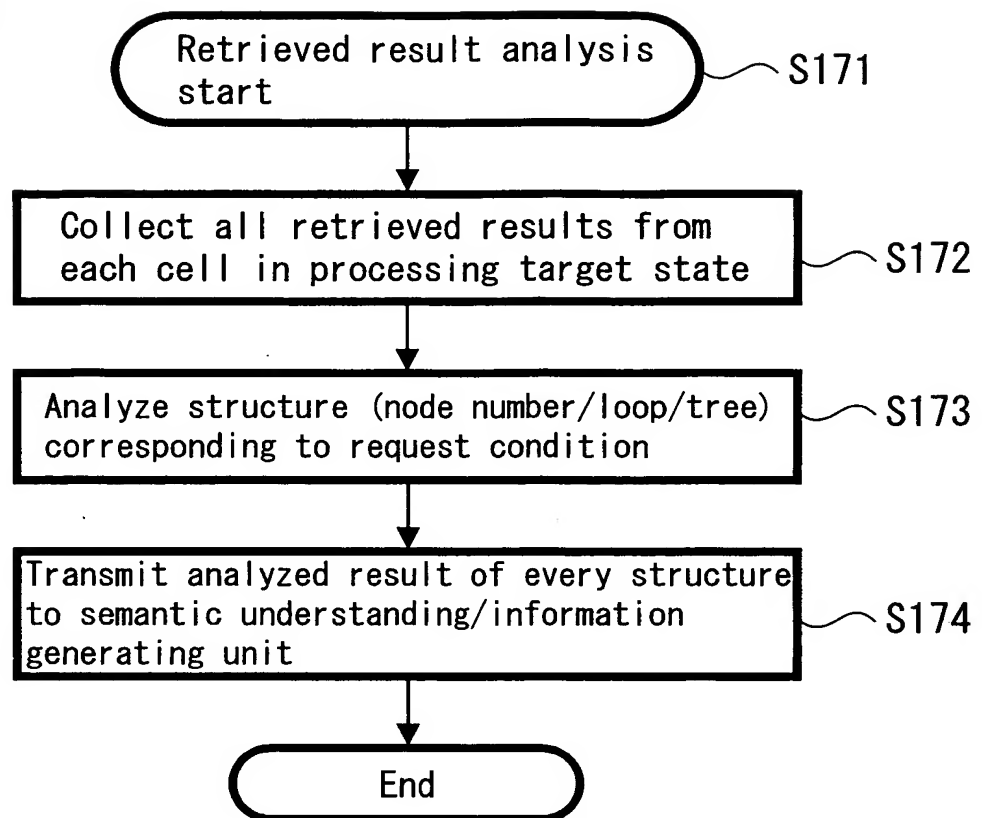 Retrieved result analysis
start
S171
Collect all retrieved results from
each cell in processing target state
S172
Analyze structure (node number/loop/tree)
corresponding to request condition
S173
Transmit analyzed result of every structure
to semantic understanding/information
generating unit
S174
End